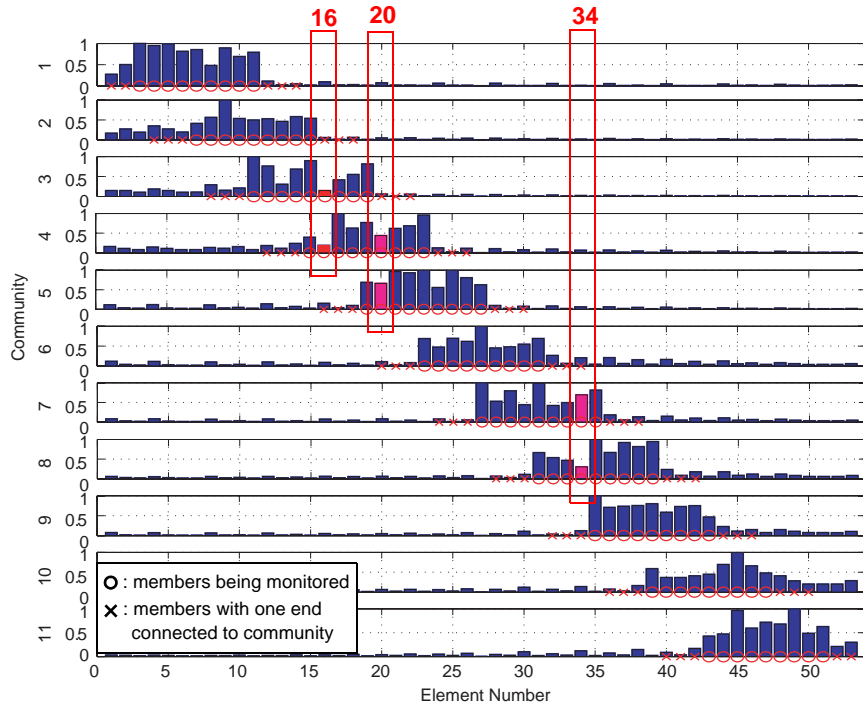 16 20 34
1 0.5 0 1
1 0.5 0 2
1 0.5 0 3
1 0.5 0 4
1 0.5 0 5
1 0.5 0 6
1 0.5 0 7
1 0.5 0 8
1 0.5 0 9
1 0.5 0 10
1 0.5 0 11
Community
O : members being monitored
× : members with one end
connected to community
0 5 10 15 20 25 30 35 40 45 50
Element Number